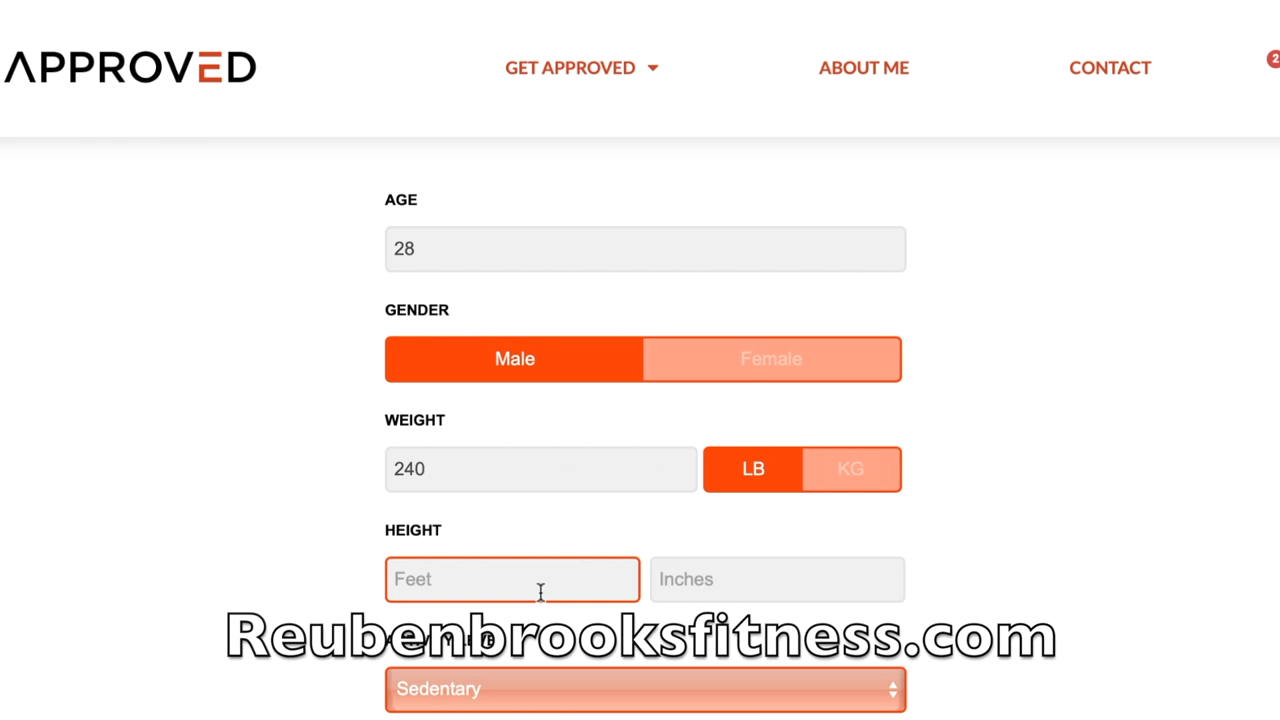 APPROVED
GET APPROVED
ABOUT ME
CONTACT
2
AGE
28
GENDER
Male
Female
WEIGHT
240
LB
KG
HEIGHT
Feet
Inches
Reubenbrooksfitness.com
Sedentary